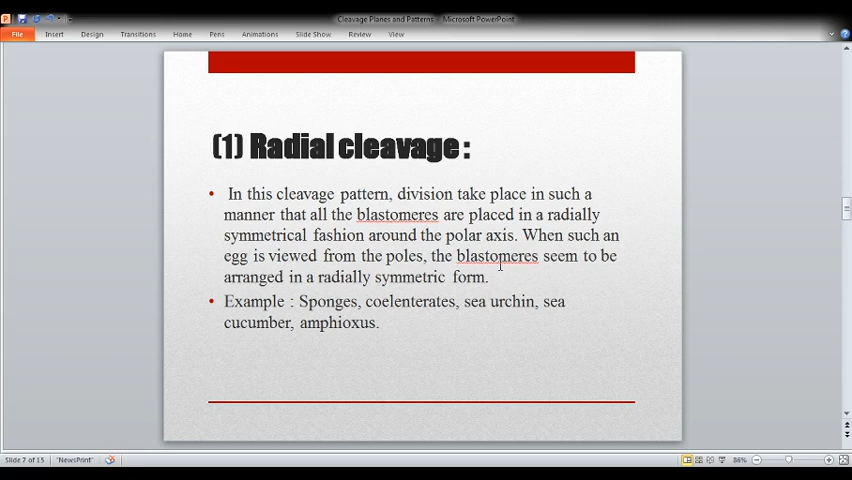 Cleavage Planes and Patterns - Microsoft PowerPoint
File Insert Design Transitions Home Pens Animations Slide Show Review View
(1) Radial cleavage :
• In this cleavage pattern, division take place in such a
manner that all the blastomeres are placed in a radially
symmetrical fashion around the polar axis. When such an
egg is viewed from the poles, the blastomeres seem to be
arranged in a radially symmetric form.
• Example : Sponges, coelenterates, sea urchin, sea
cucumber, amphioxus.
Slide 7 of 15 "NewsPrint" 86%